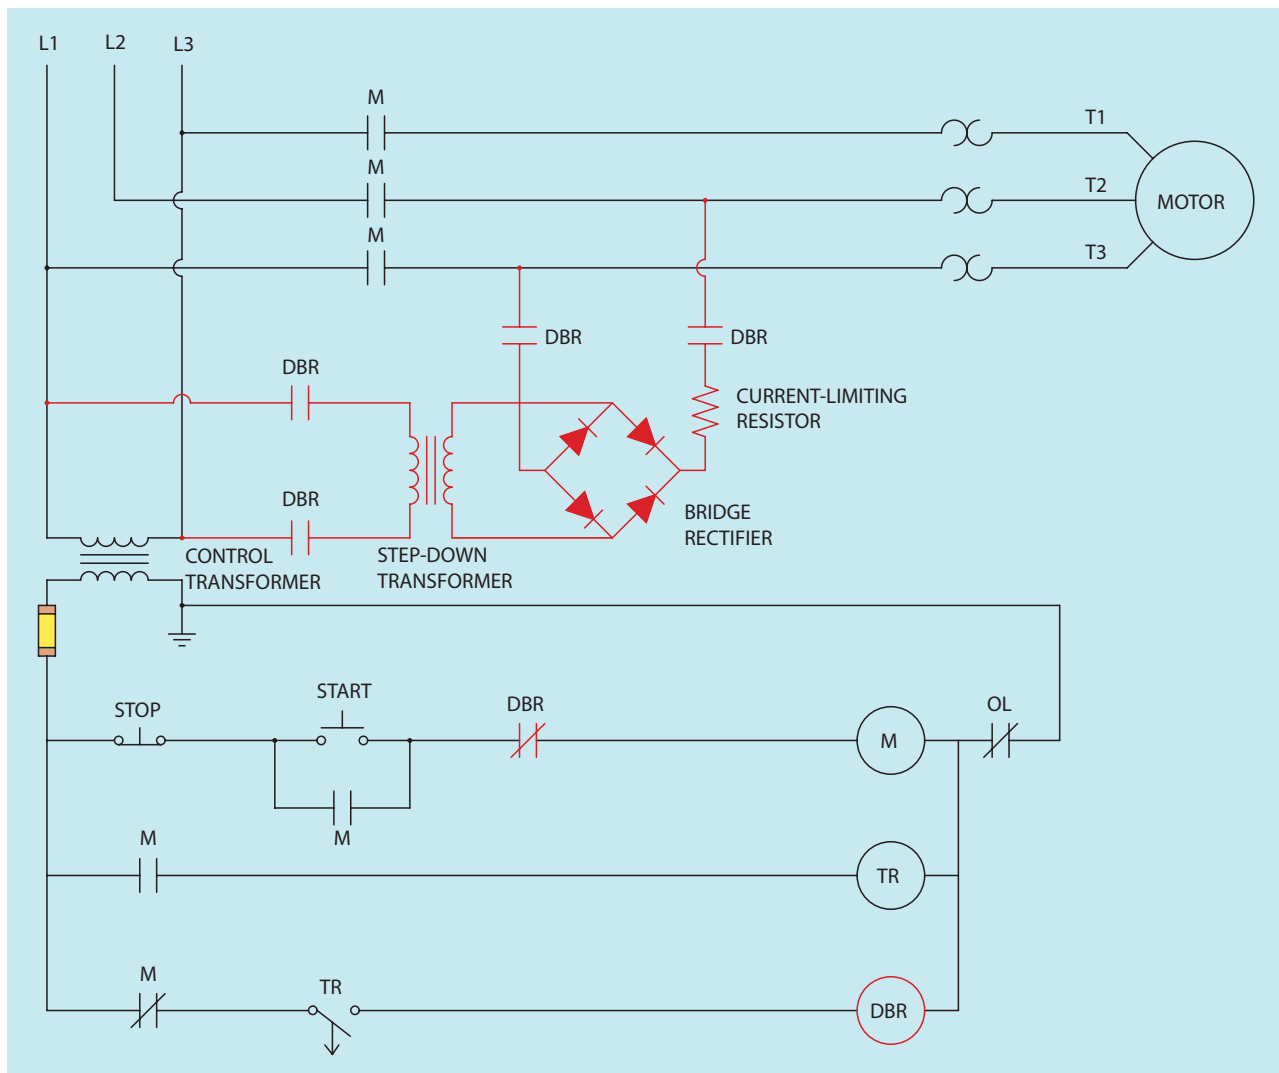 L1 L2 L3
M
T1
M
T2
MOTOR
M
T3
DBR DBR
DBR
CURRENT-LIMITING
RESISTOR
DBR
BRIDGE
RECTIFIER
CONTROL
TRANSFORMER
STEP-DOWN
TRANSFORMER
STOP
START
DBR
M
OL
M
M
TR
M
TR
DBR